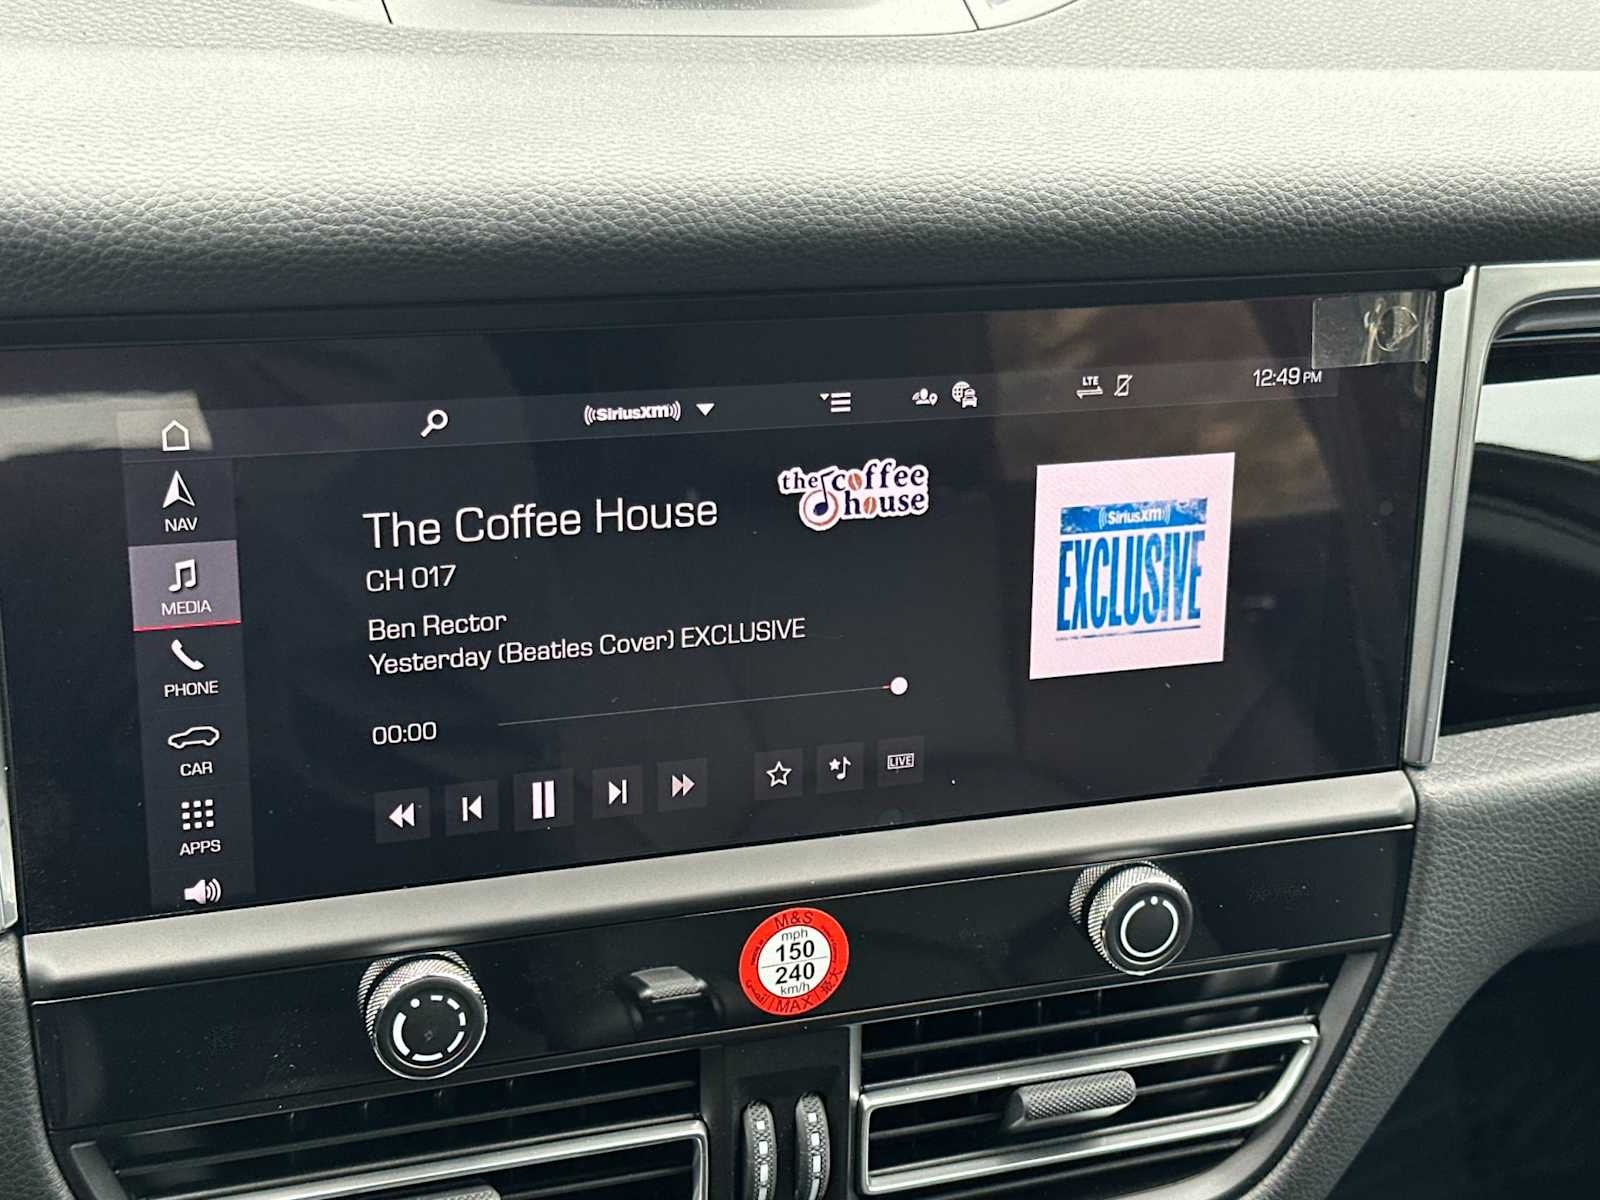 SiriusXM
LTE
12:49 PM
NAV
MEDIA
PHONE
CAR
APPS
The Coffee House
the coffee
house
CH 017
Ben Rector
Yesterday (Beatles Cover) EXCLUSIVE
00:00
LIVE
SiriusXM
EXCLUSIVE
M&S
mph
150
240
km/h
MAX